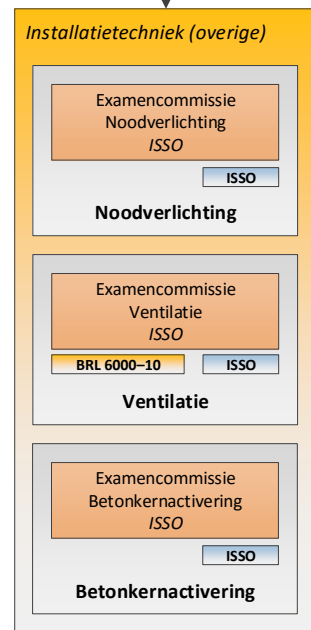 Installatietechniek (overige)
Examencommissie
Noodverlichting
ISSO
ISSO
Noodverlichting
Examencommissie
Ventilatie
ISSO
BRL 6000–10
ISSO
Ventilatie
Examencommissie
Betonkernactivering
ISSO
ISSO
Betonkernactivering